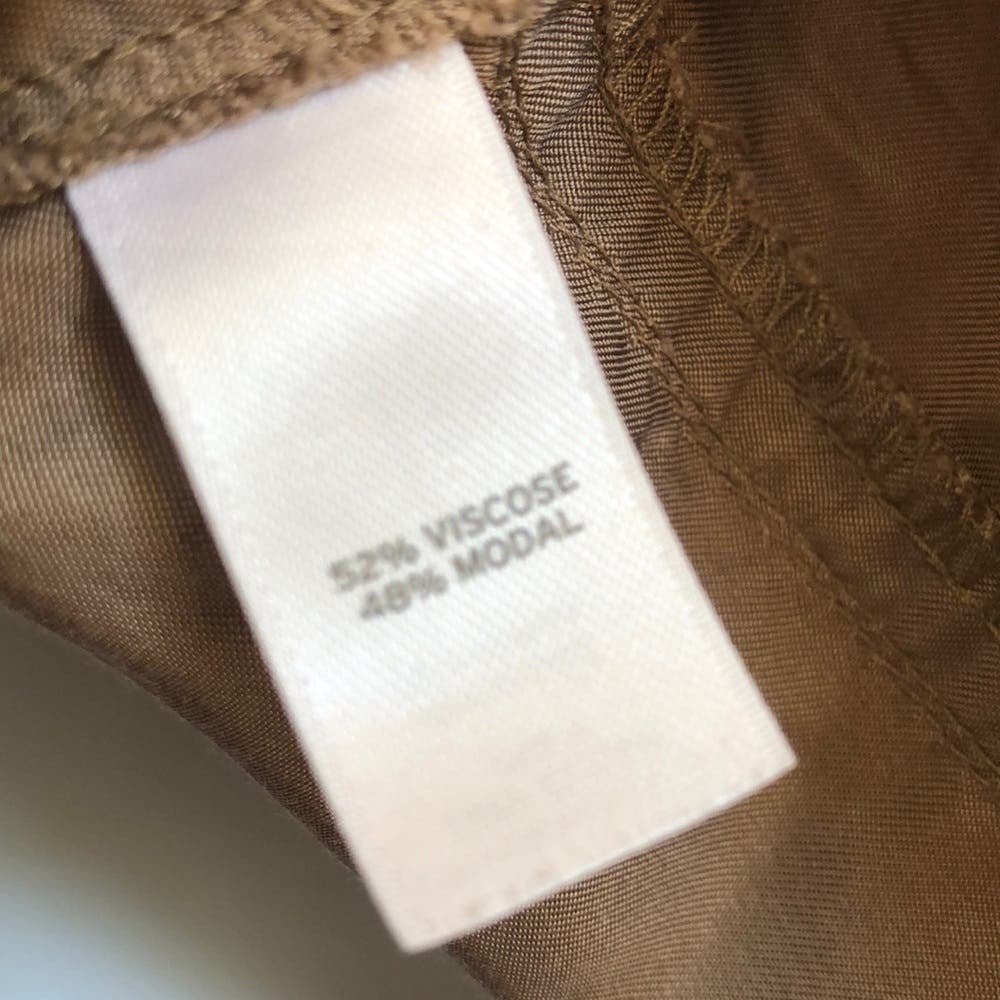 52% VISCOSE
48% MODAL